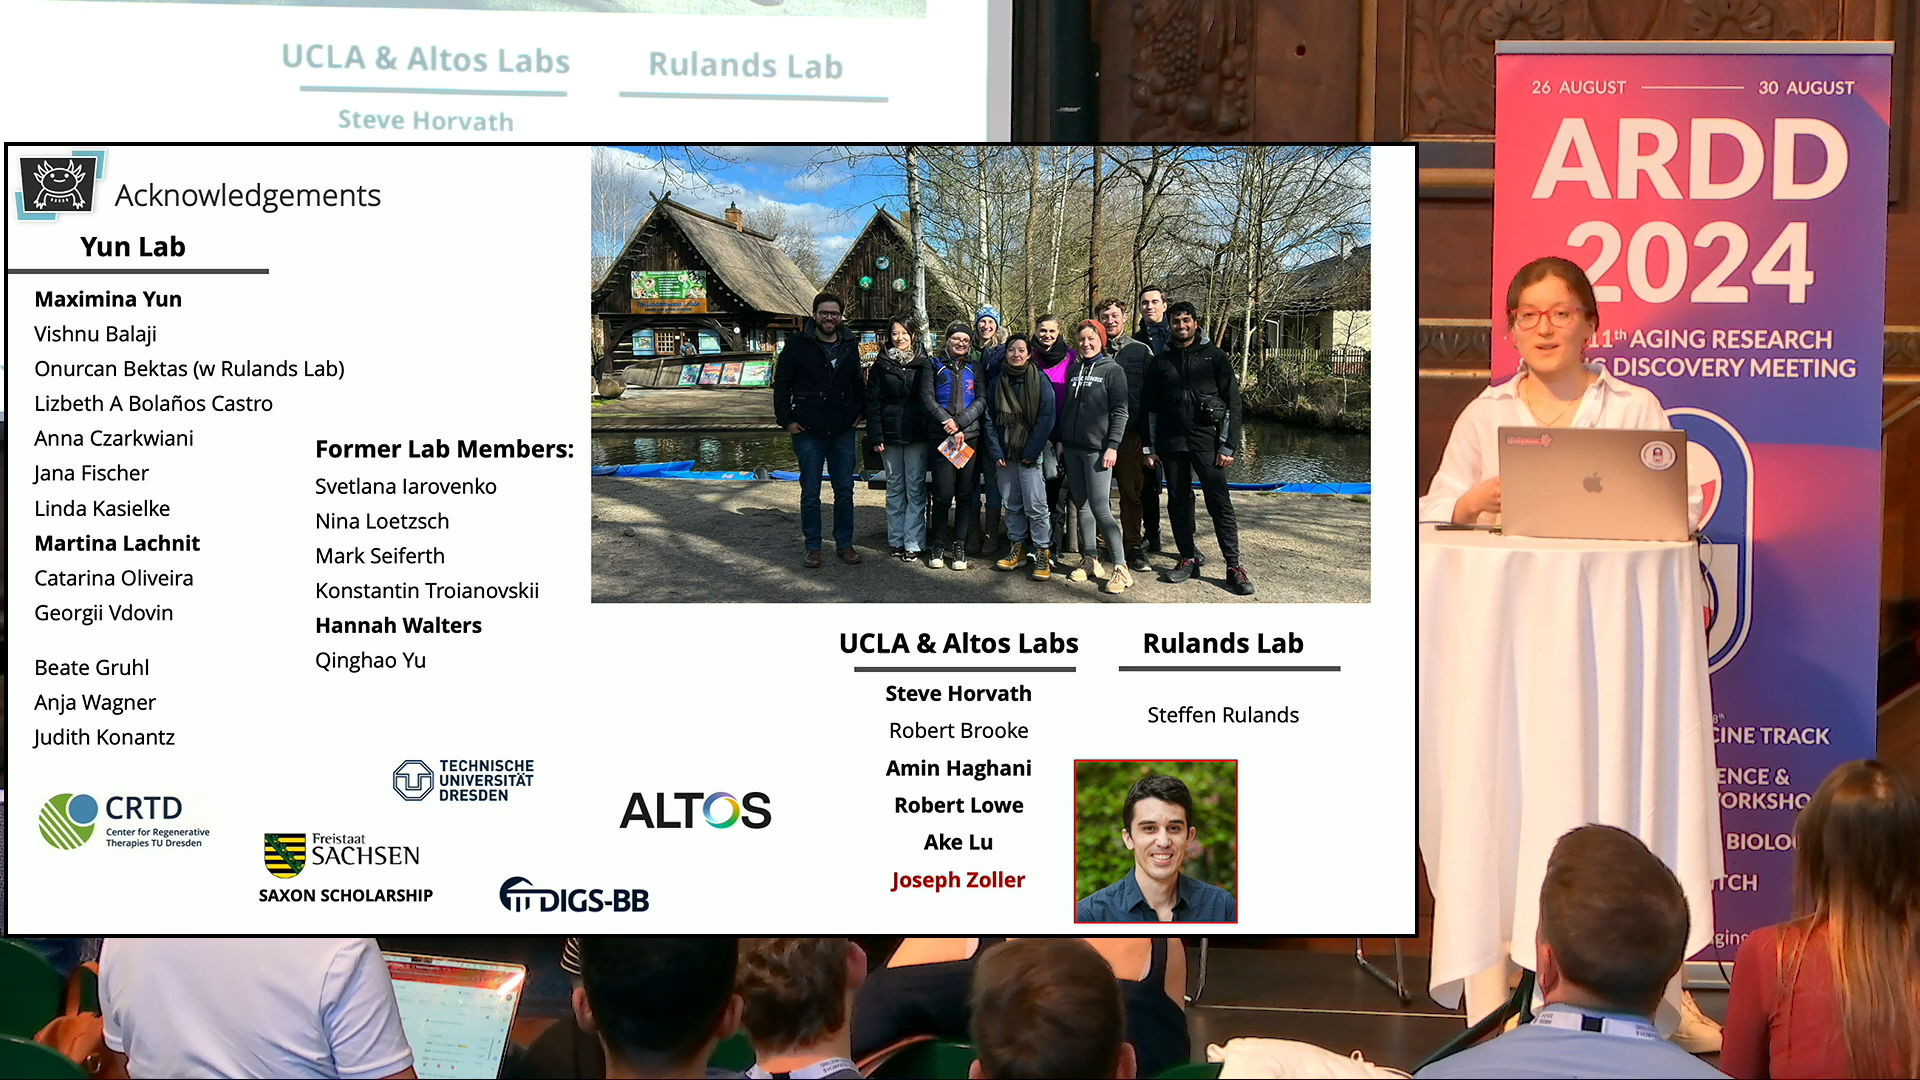 UCLA & Altos Labs
Rulands Lab
Steve Horvath
Acknowledgements
Yun Lab
Maximina Yun
Vishnu Balaji
Onurcan Bektas (w Rulands Lab)
Lizbeth A Bolaños Castro
Anna Czarkwiani
Jana Fischer
Linda Kasielke
Martina Lachnit
Catarina Oliveira
Georgii Vdovin
Beate Gruhl
Anja Wagner
Judith Konantz
Former Lab Members:
Svetlana Iarovenko
Nina Loetzsch
Mark Seiferth
Konstantin Troianovskii
Hannah Walters
Qinghao Yu
UCLA & Altos Labs
Steve Horvath
Robert Brooke
Amin Haghani
Robert Lowe
Ake Lu
Joseph Zoller
Rulands Lab
Steffen Rulands
CRTD
Center for Regenerative
Therapies TU Dresden
TECHNISCHE
UNIVERSITÄT
DRESDEN
Freistaat
SACHSEN
SAXON SCHOLARSHIP
ALTOS
DIGS-BB
26 AUGUST 30 AUGUST
ARDD
2024
11th AGING RESEARCH
DISCOVERY MEETING
CINE TRACK
ENCE &
ORKSHO
BIOLO
TCH